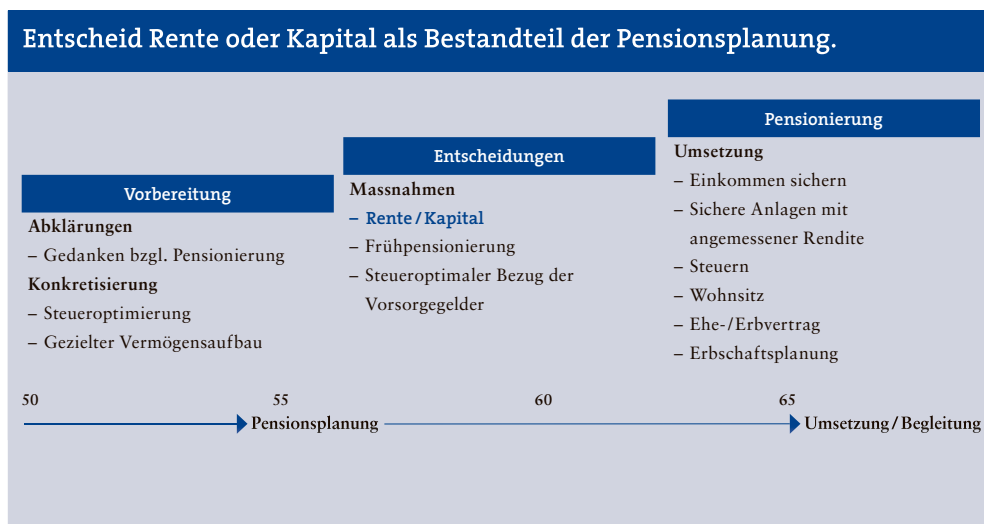 Entscheid Rente oder Kapital als Bestandteil der Pensionsplanung.
Vorbereitung
Abklärungen
– Gedanken bzgl. Pensionierung
Konkretisierung
– Steueroptimierung
– Gezielter Vermögensaufbau
Entscheidungen
Massnahmen
– Rente / Kapital
– Frühpensionierung
– Steueroptimaler Bezug der
Vorsorgegelder
Pensionierung
Umsetzung
– Einkommen sichern
– Sichere Anlagen mit
angemessener Rendite
– Steuern
– Wohnsitz
– Ehe-/Erbvertrag
– Erbschaftsplanung
50 55 60 65
Pensionsplanung Umsetzung / Begleitung